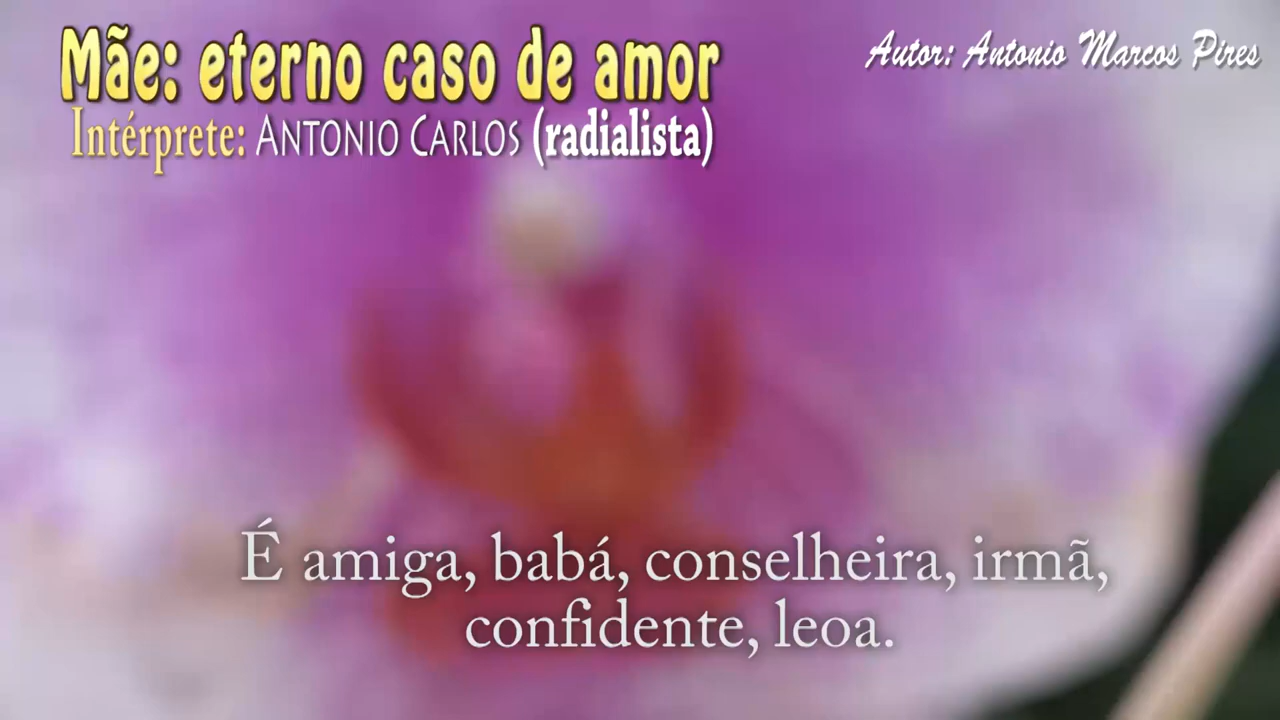 Mãe: eterno caso de amor
Autor: Antonio Marcos Pires
Intérprete: ANTONIO CARLOS (radialista)
É amiga, babá, conselheira, irmã,
confidente, leoa.